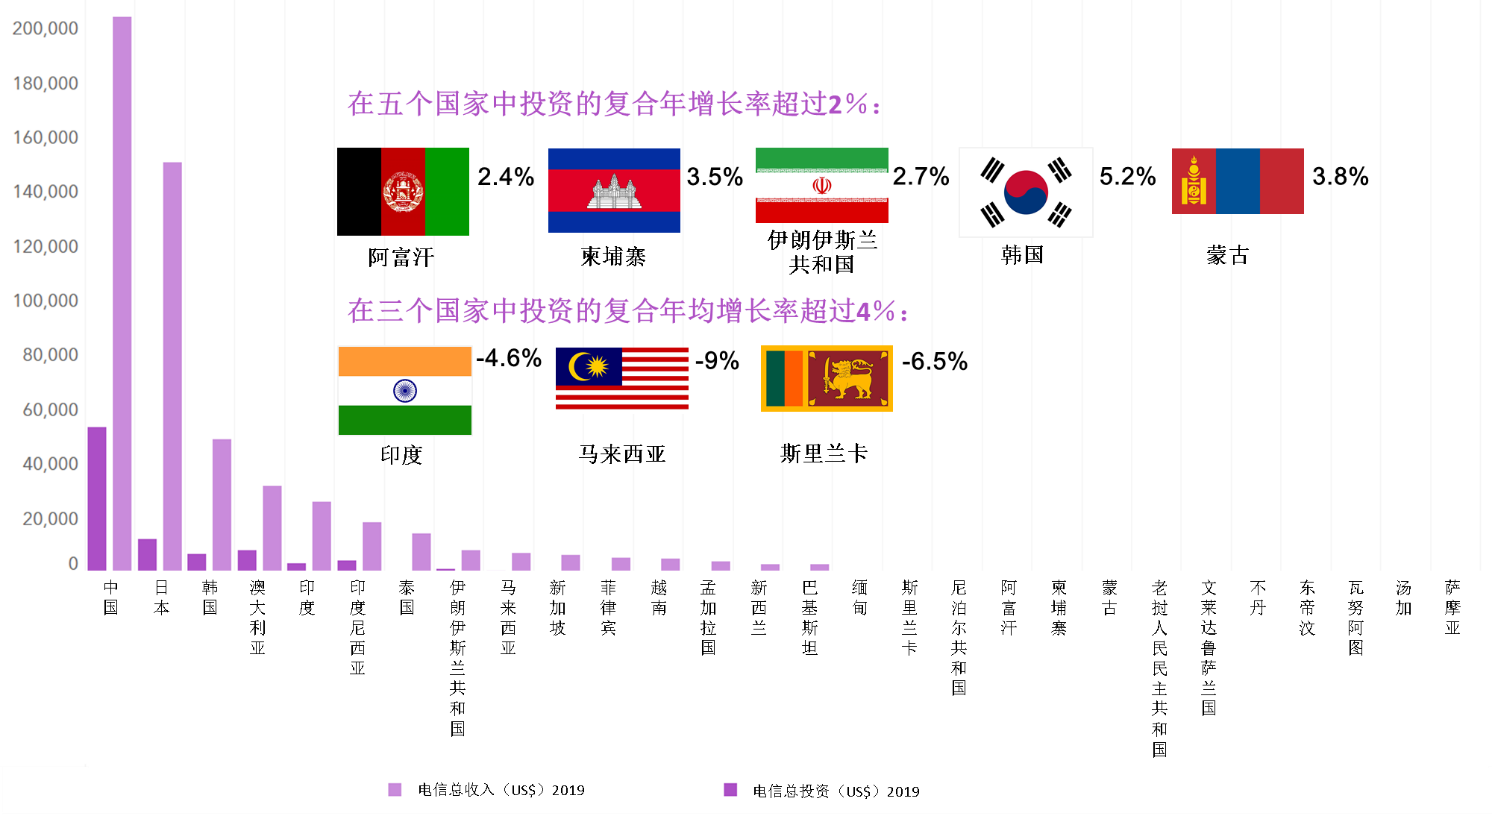 200,000
180,000
160,000
140,000
120,000
100,000
80,000
60,000
40,000
20,000
0
在五个国家中投资的复合年增长率超过2%：
2.4%
3.5%
2.7%
5.2%
3.8%
阿富汗
柬埔寨
伊朗伊斯兰
共和国
韩国
蒙古
在三个国家中投资的复合年均增长率超过4%：
-4.6%
-9%
-6.5%
印度
马来西亚
斯里兰卡
中国
日本
韩国
澳大利亚
印度
印度尼西亚
泰国
伊朗伊斯兰共和国
马来西亚
新加坡
菲律宾
越南
孟加拉国
新西兰
巴基斯坦
缅甸
斯里兰卡
尼泊尔共和国
阿富汗
柬埔寨
蒙古
老挝人民民主共和国
文莱达鲁萨兰国
不丹
东帝汶
瓦努阿图
汤加
萨摩亚
电信总收入（US$）2019
电信总投资（US$）2019